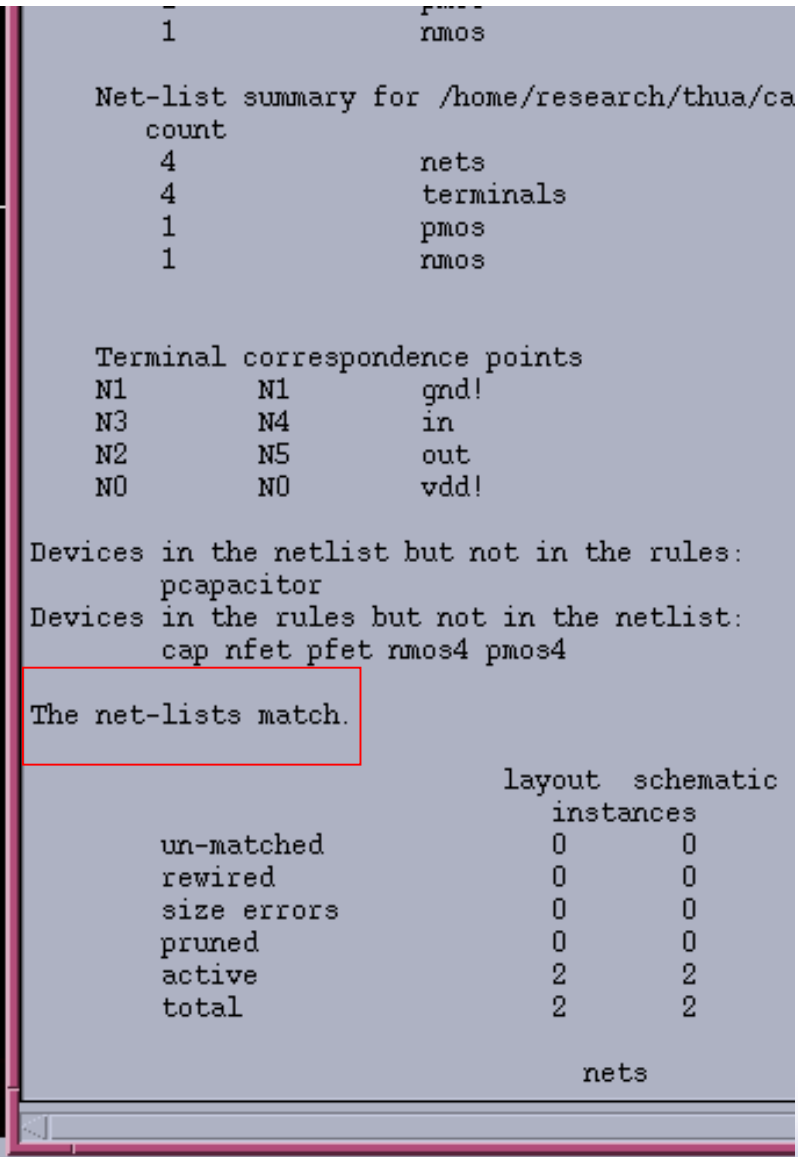 1 nmos
Net-list summary for /home/research/thua/ca
count
4 nets
4 terminals
1 pmos
1 nmos
Terminal correspondence points
N1 N1 gnd!
N3 N4 in
N2 N5 out
N0 N0 vdd!
Devices in the netlist but not in the rules:
pcapacitor
Devices in the rules but not in the netlist:
cap nfet pfet nmos4 pmos4
The net-lists match.
layout schematic
instances
un-matched 0 0
rewired 0 0
size errors 0 0
pruned 0 0
active 2 2
total 2 2
nets